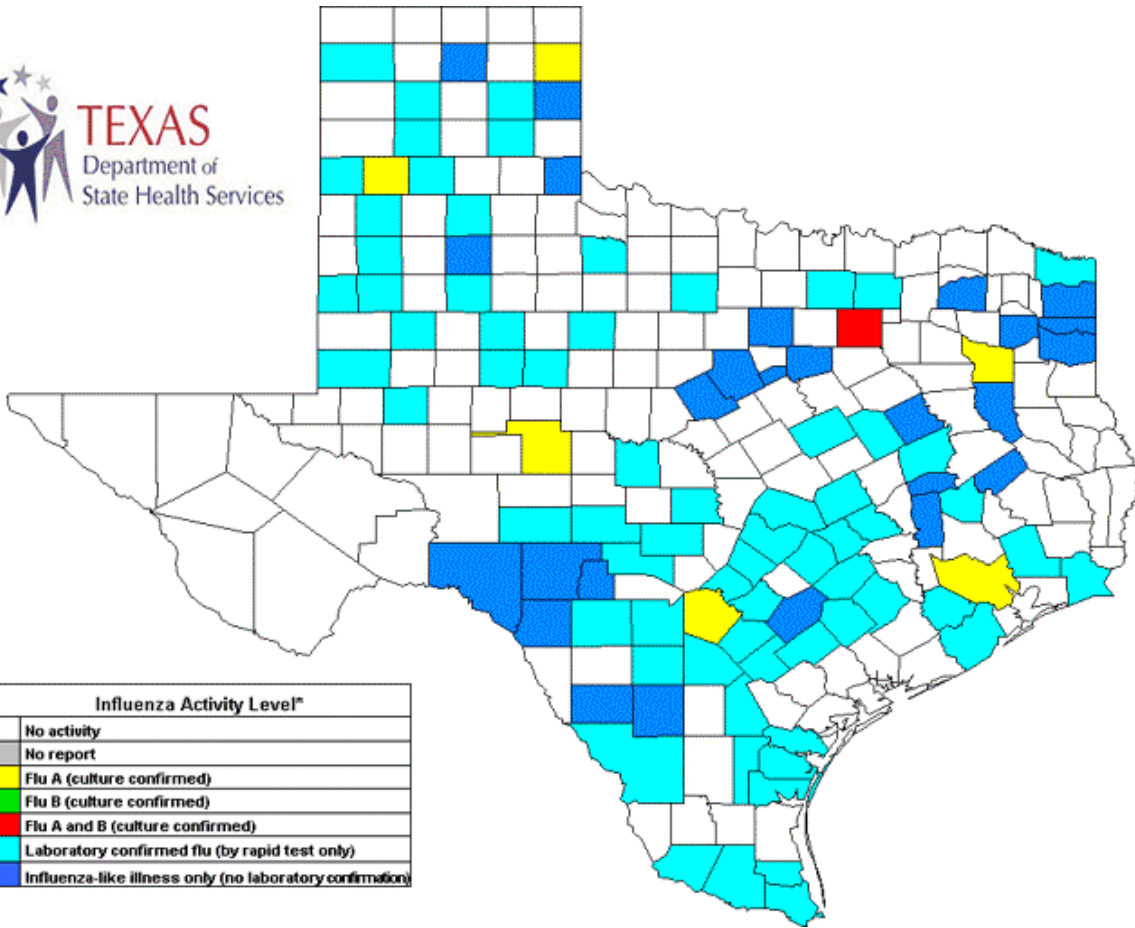 TEXAS
Department of
State Health Services
Influenza Activity Level*
No activity
No report
Flu A (culture confirmed)
Flu B (culture confirmed)
Flu A and B (culture confirmed)
Laboratory confirmed flu (by rapid test only)
Influenza-like illness only (no laboratory confirmation)